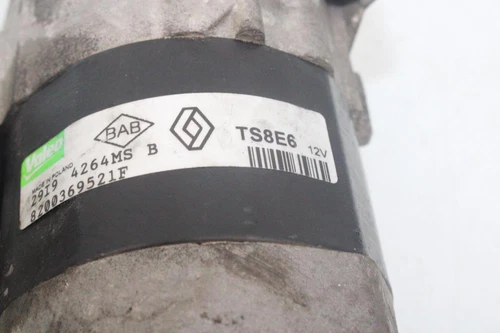 Valeo
MADE IN POLAND
BAB
TS8E6 12V
2919 4264MS B
8200369521F